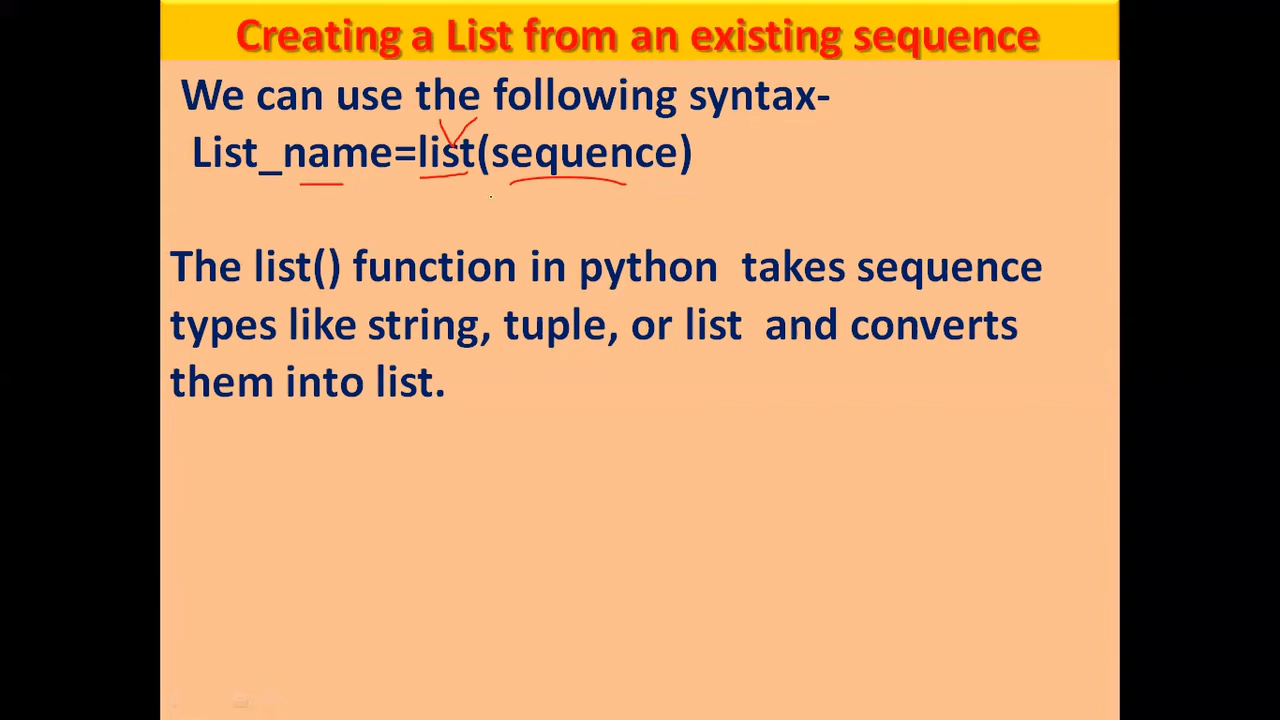 Creating a List from an existing sequence
We can use the following syntax-
List_name=list(sequence)
The list() function in python takes sequence
types like string, tuple, or list and converts
them into list.